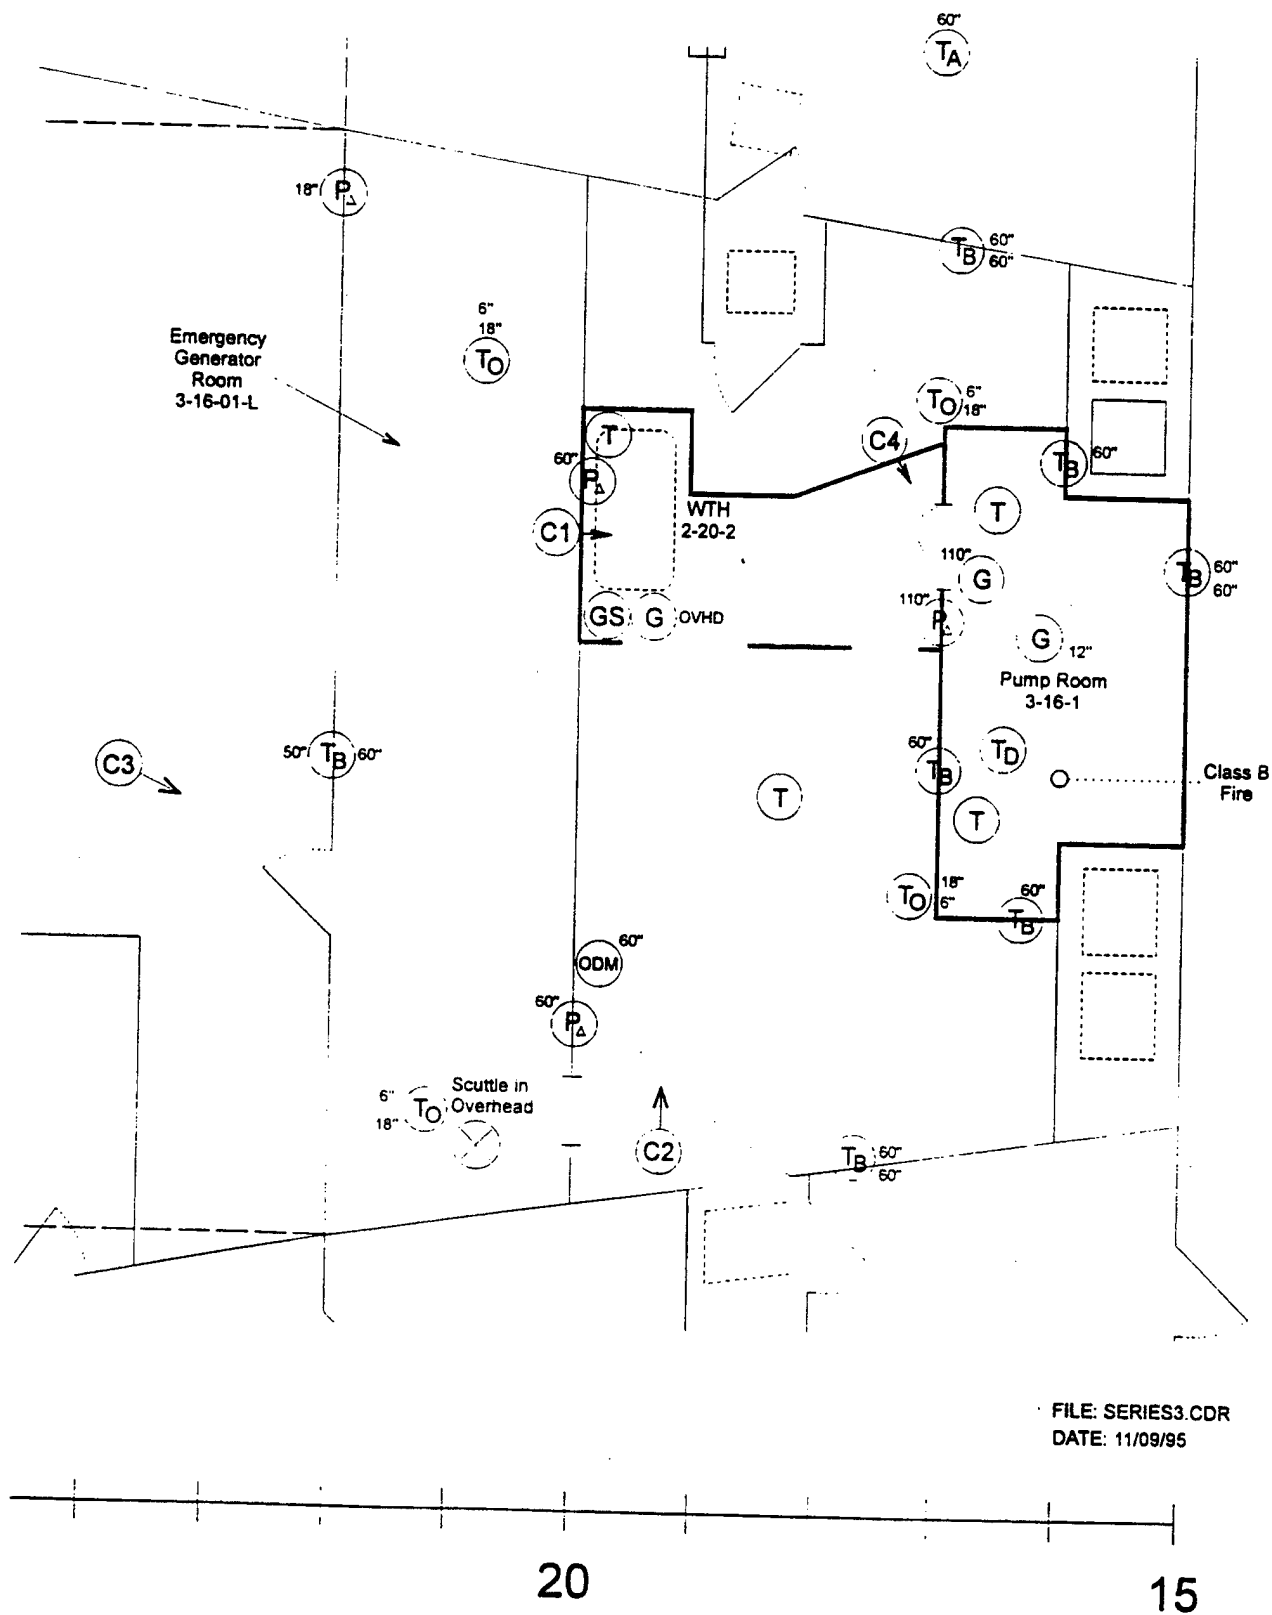 60"
TA
18"
PΔ
TB
60"
60"
6"
18"
TO
Emergency
Generator
Room
3-16-01-L
TO
6"
18"
T
C4
TB
60"
60"
PΔ
WTH
2-20-2
T
C1
110"
G
TB
60"
60"
110"
PΔ
GS
G
OVHD
G
12"
Pump Room
3-16-1
C3
50"
TB
60"
60"
TB
TD
Class B
Fire
T
T
TO
18"
6"
60"
TB
ODM
60"
60"
PΔ
6"
18"
TO
Scuttle in
Overhead
C2
TB
60"
60"
FILE: SERIES3.CDR
DATE: 11/09/95
20
15